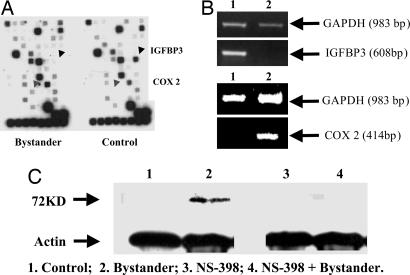 A
IGFBP3
COX 2
Bystander Control
B
1 2
GAPDH (983 bp)
IGFBP3 (608bp)
1 2
GAPDH (983 bp)
COX 2 (414bp)
C
1 2 3 4
72KD
Actin
1. Control; 2. Bystander; 3. NS-398; 4. NS-398 + Bystander.